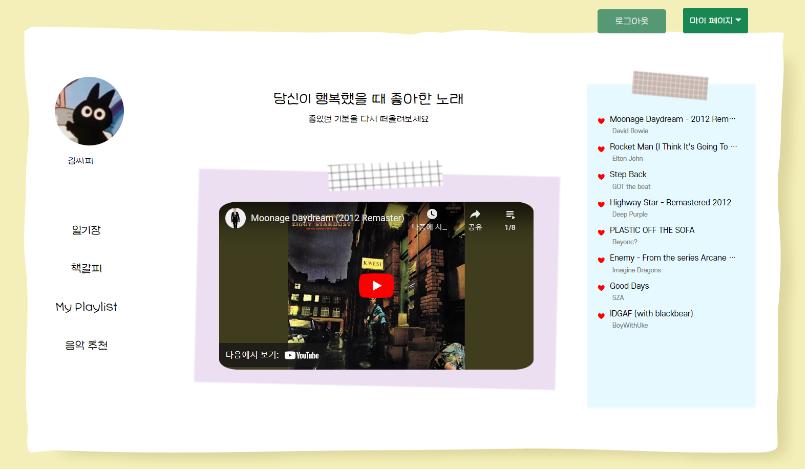 로그아웃
마이 페이지
김씨피
일기장
책갈피
My Playlist
음악 추천
당신이 행복했을 때 좋아한 노래
좋았던 기분을 다시 떠올려보세요
Moonage Daydream (2012 Remaster)
나중에 시...
공유
1/8
ZIGGY STARDUST
K.WEST
다음에서 보기: YouTube
Moonage Daydream - 2012 Rem…
David Bowie
Rocket Man (I Think It's Going To …
Elton John
Step Back
GOT the beat
Highway Star - Remastered 2012
Deep Purple
PLASTIC OFF THE SOFA
Beyonc?
Enemy - From the series Arcane …
Imagine Dragons
Good Days
SZA
IDGAF (with blackbear)
BoyWithUke